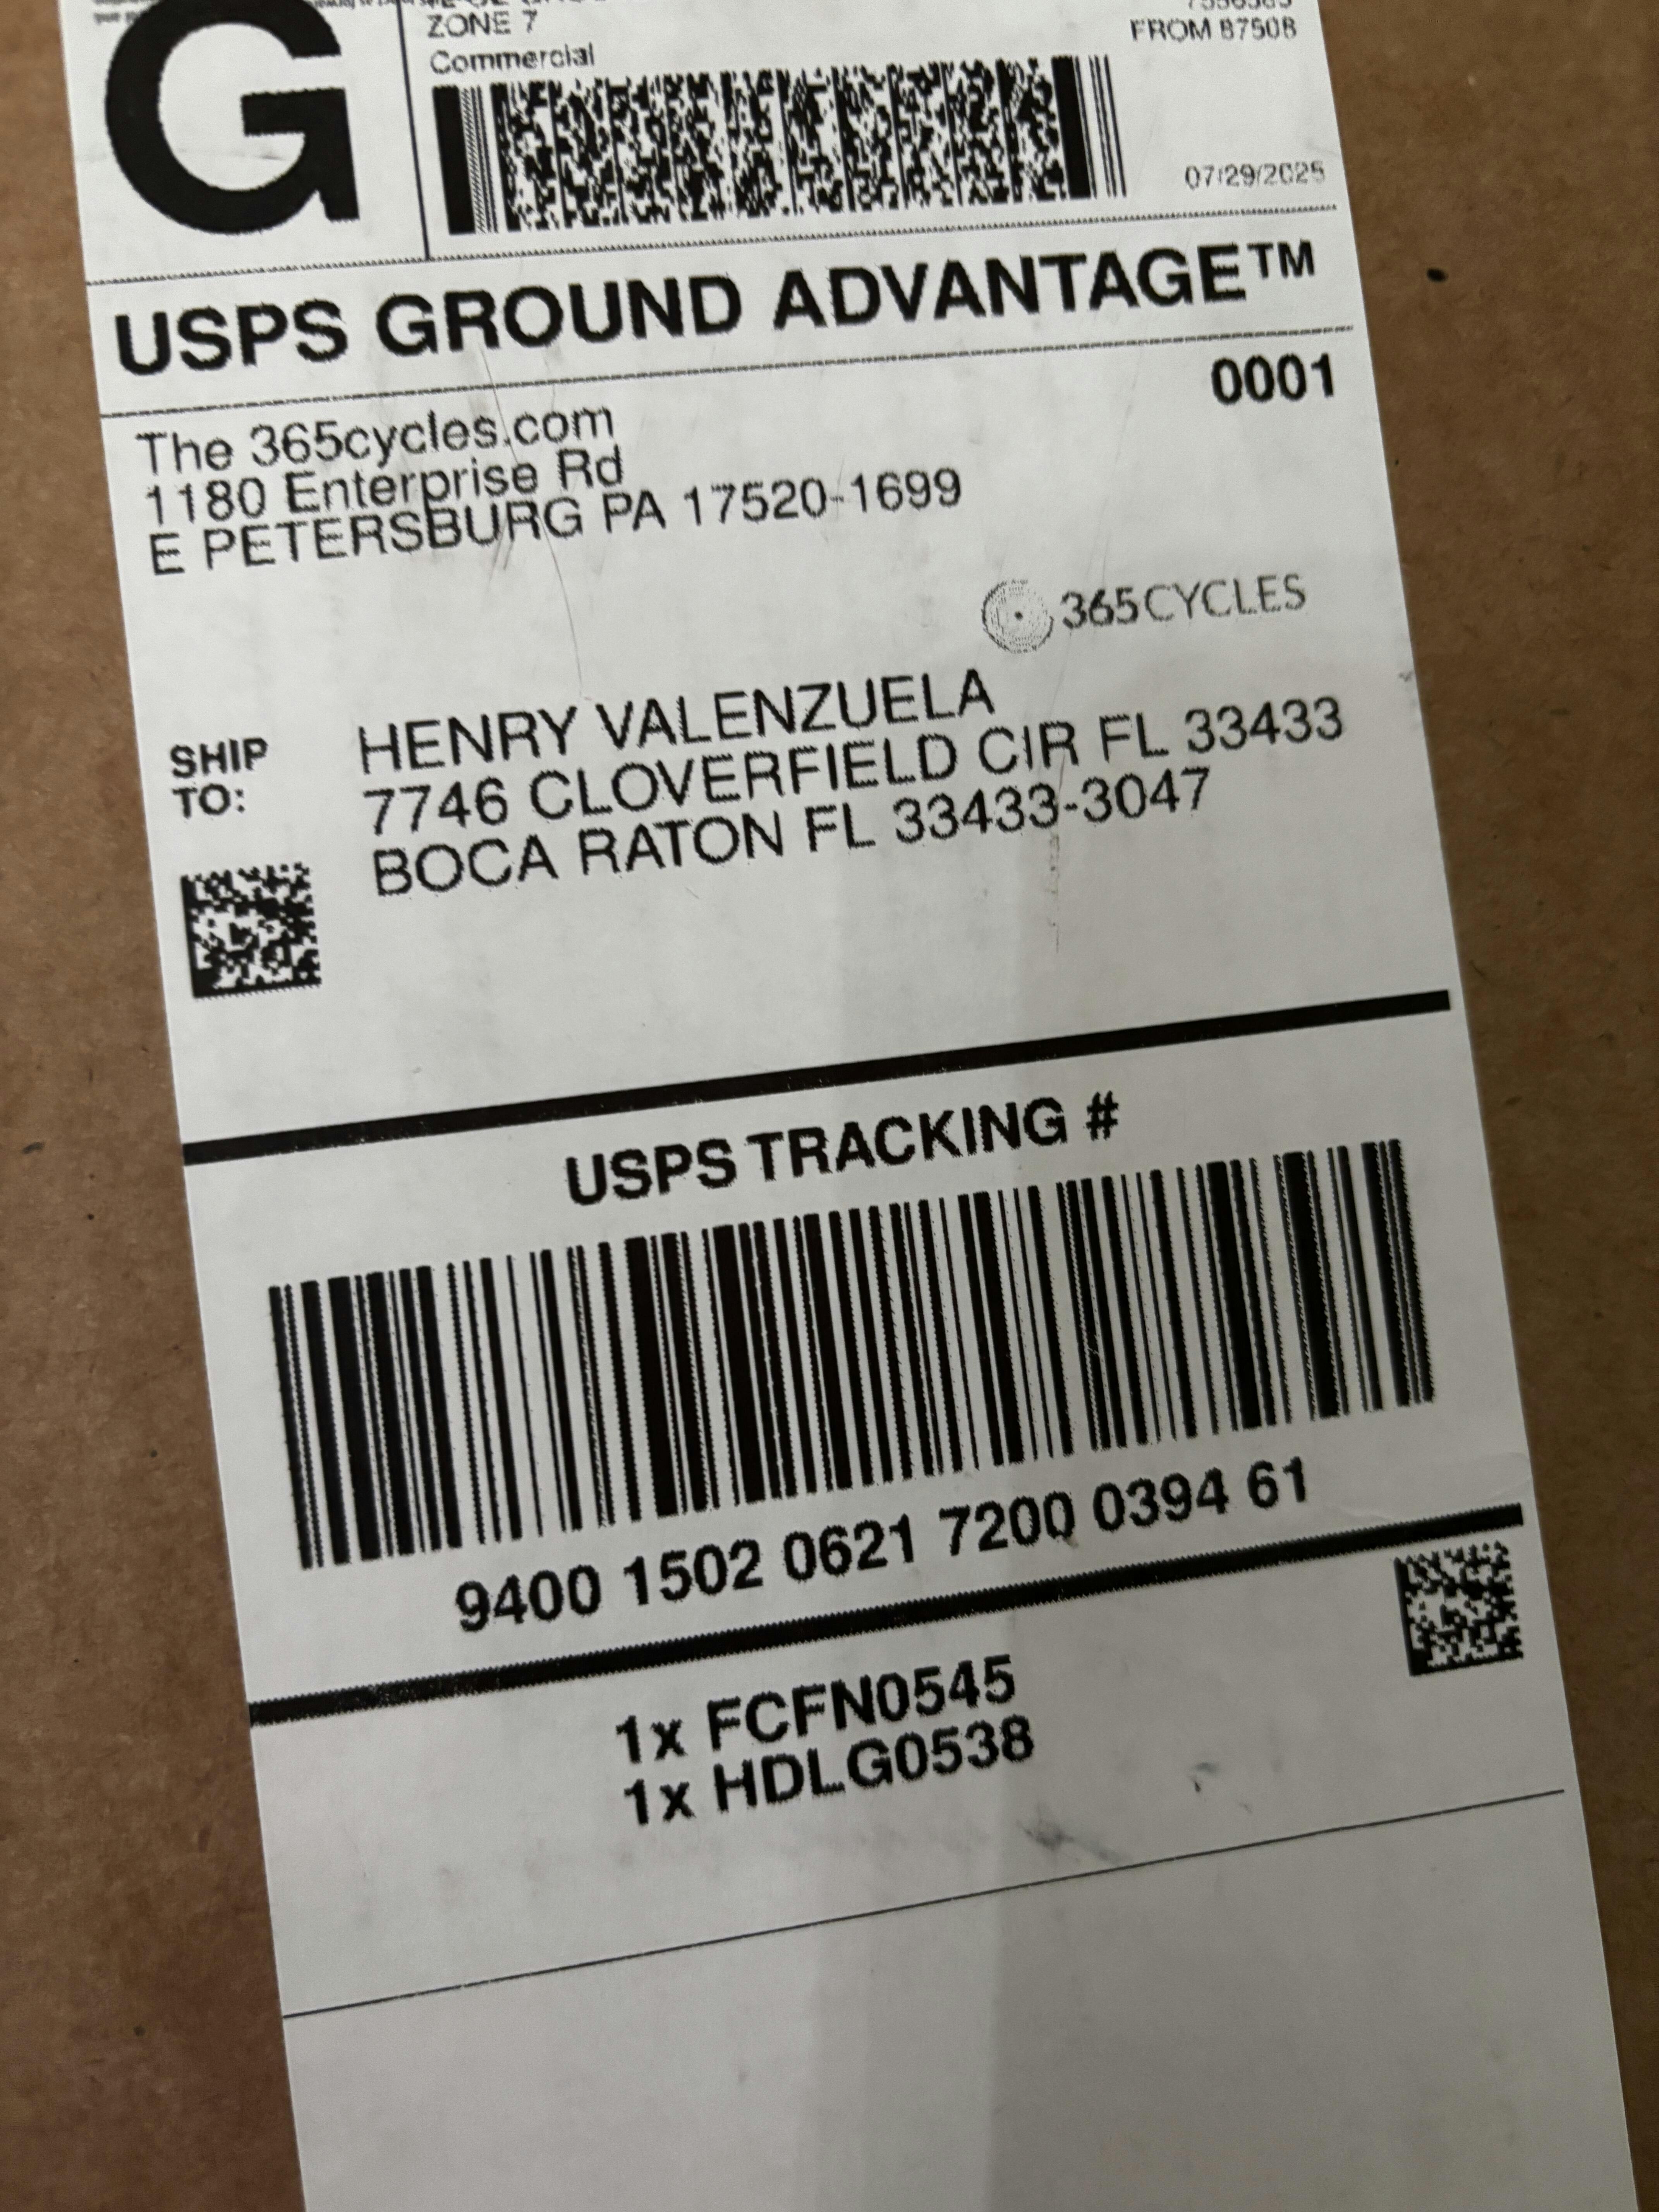 ZONE 7
Commercial
FROM 87508
07/29/2025
G
USPS GROUND ADVANTAGE™
0001
The 365cycles.com
1180 Enterprise Rd
E PETERSBURG PA 17520-1699
365CYCLES
SHIP
TO:
HENRY VALENZUELA
7746 CLOVERFIELD CIR FL 33433
BOCA RATON FL 33433-3047
USPS TRACKING #
9400 1502 0621 7200 0394 61
1x FCFN0545
1x HDLG0538